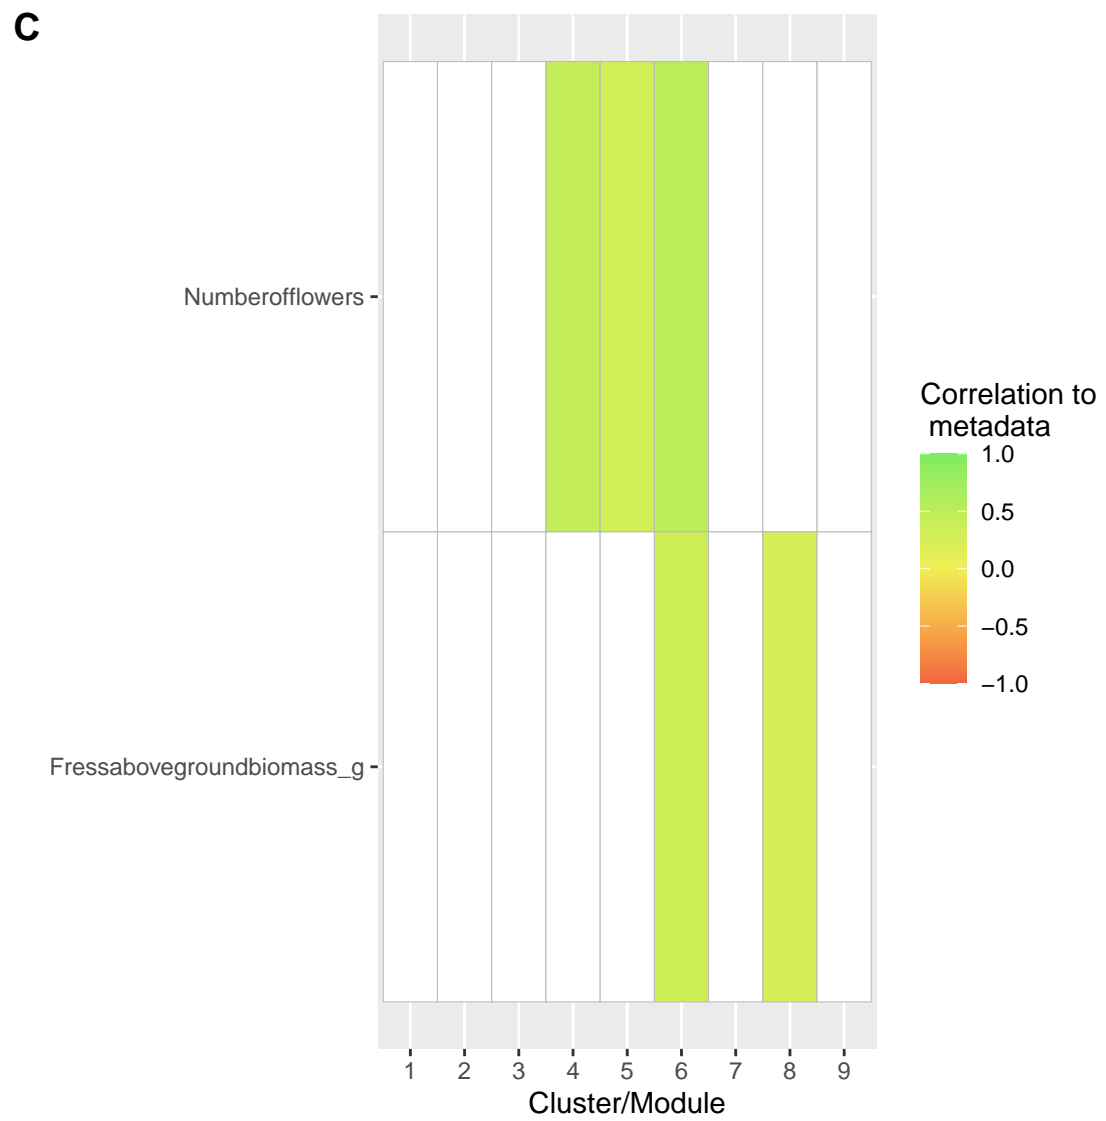 C
Numberofflowers
Fressabovegroundbiomass_g
1 2 3 4 5 6 7 8 9
Cluster/Module
Correlation to
metadata
1.0
0.5
0.0
−0.5
−1.0